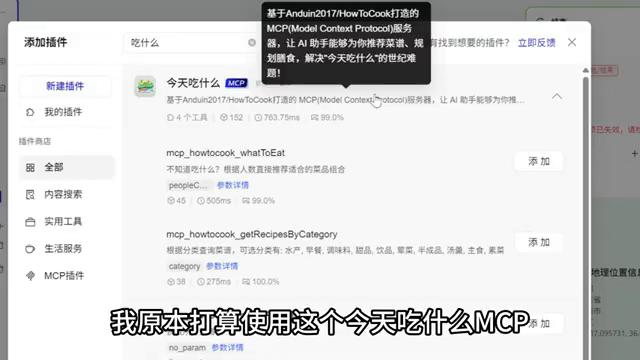 基于Anduin2017/HowToCook打造的
MCP(Model Context Protocol)服务
器，让 AI 助手能够为你推荐菜谱、规
划膳食，解决“今天吃什么”的世纪难
题！
添加插件
吃什么
有找到想要的插件？
立即反馈
新建插件
我的插件
插件商店
全部
内容搜索
实用工具
生活服务
MCP插件
今天吃什么 MCP
基于Anduin2017/HowToCook打造的 MCP(Model Context Protocol)服务器，让 AI 助手能够为你推...
4 个工具 152 763.75ms 99.0%
mcp_howtocook_whatToEat
不知道吃什么？根据人数直接推荐适合的菜品组合
peopleC... 参数详情
45 505ms 99.0%
添加
mcp_howtocook_getRecipesByCategory
根据分类查询菜谱，可选分类有: 水产, 早餐, 调味料, 甜品, 饮品, 荤菜, 半成品, 汤羹, 主食, 素菜
category 参数详情
38 275ms 100.0%
添加
添加
no_param 参数详情
地理位置信息
我原本打算使用这个今天吃什么MCP